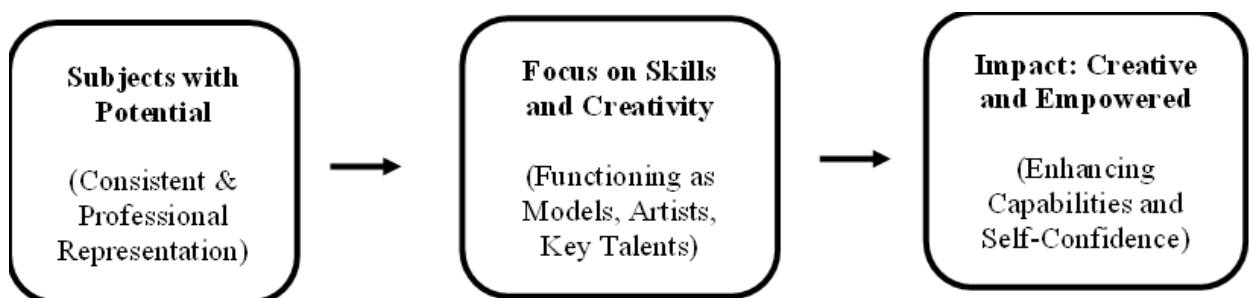 Subjects with
Potential
(Consistent &
Professional
Representation)
Focus on Skills
and Creativity
(Functioning as
Models, Artists,
Key Talents)
Impact: Creative
and Empowered
(Enhancing
Capabilities and
Self-Confidence)